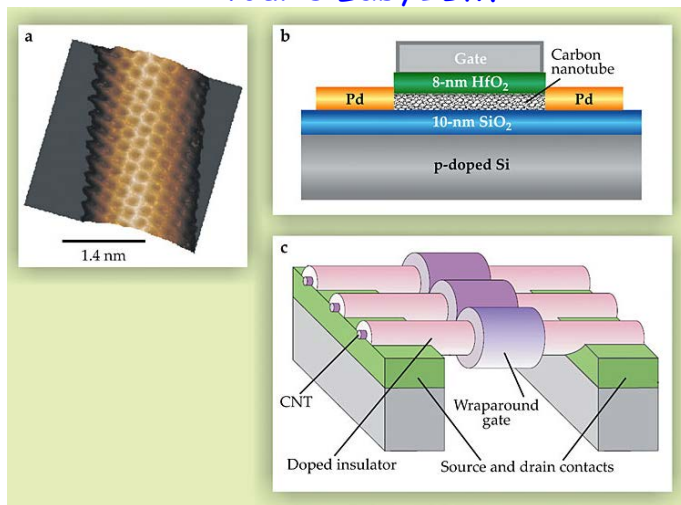 a
1.4 nm
b
Gate
Carbon
nanotube
8-nm HfO₂
Pd
Pd
10-nm SiO₂
p-doped Si
c
CNT
Wraparound
gate
Doped insulator
Source and drain contacts